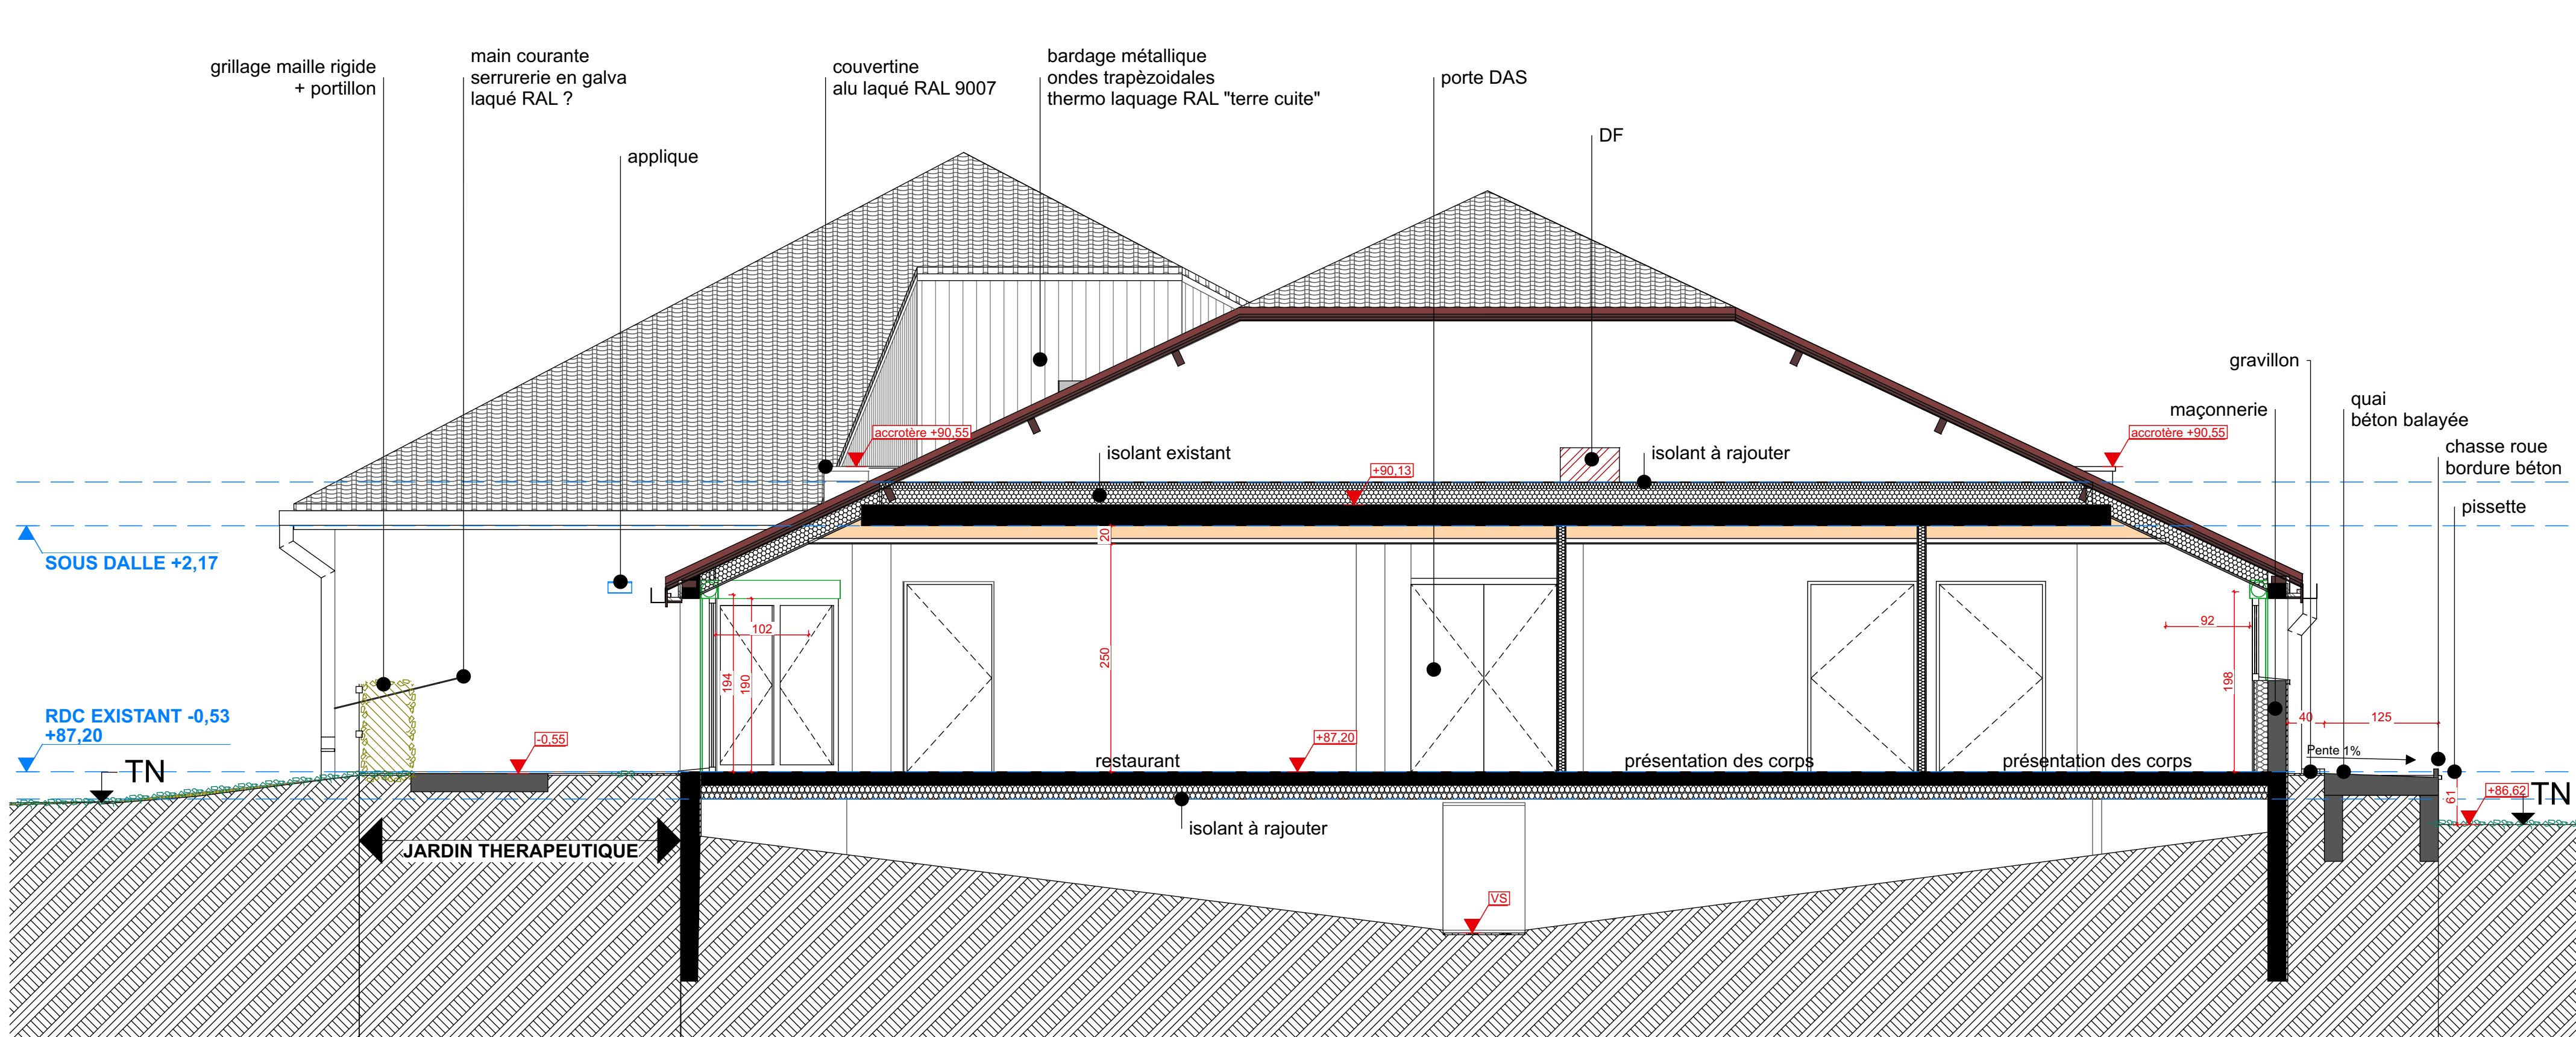 grillage maille rigide
+ portillon
main courante
serrurerie en galva
laqué RAL ?
applique
couvertine
alu laqué RAL 9007
bardage métallique
ondes trapèzoidales
thermo laquage RAL "terre cuite"
porte DAS
DF
gravillon
maçonnerie
quai
béton balayée
chasse roue
bordure béton
pissette
accrotère +90,55
accrotère +90,55
isolant existant
+90,13
isolant à rajouter
SOUS DALLE +2,17
20
102
194
190
250
92
198
40
125
Pente 1%
61
+86,62
TN
RDC EXISTANT -0,53
+87,20
TN
-0,55
restaurant
+87,20
présentation des corps
présentation des corps
isolant à rajouter
JARDIN THERAPEUTIQUE
VS